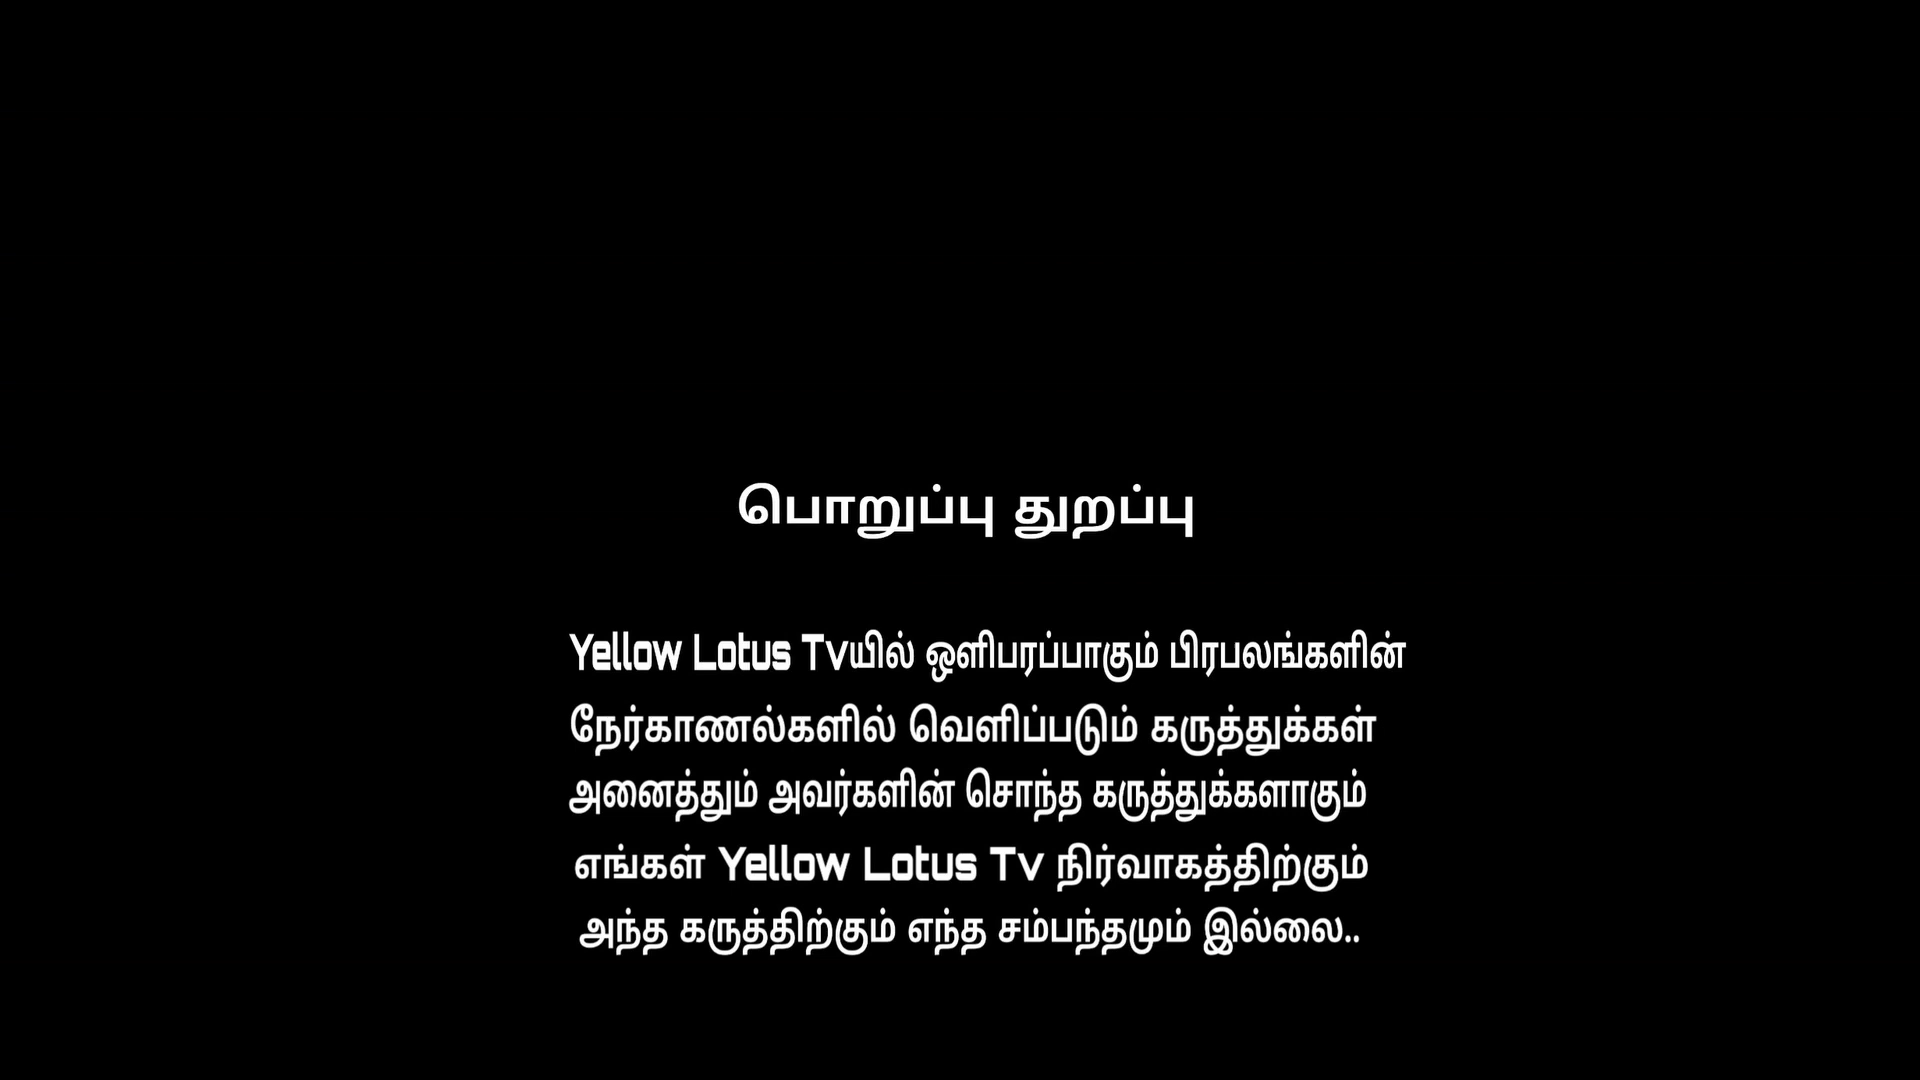 பொறுப்பு துறப்பு
Yellow Lotus Tvயில் ஒளிபரப்பாகும் பிரபலங்களின்
நேர்காணல்களில் வெளிப்படும் கருத்துக்கள்
அனைத்தும் அவர்களின் சொந்த கருத்துக்களாகும்
எங்கள் Yellow Lotus Tv நிர்வாகத்திற்கும்
அந்த கருத்திற்கும் எந்த சம்பந்தமும் இல்லை..